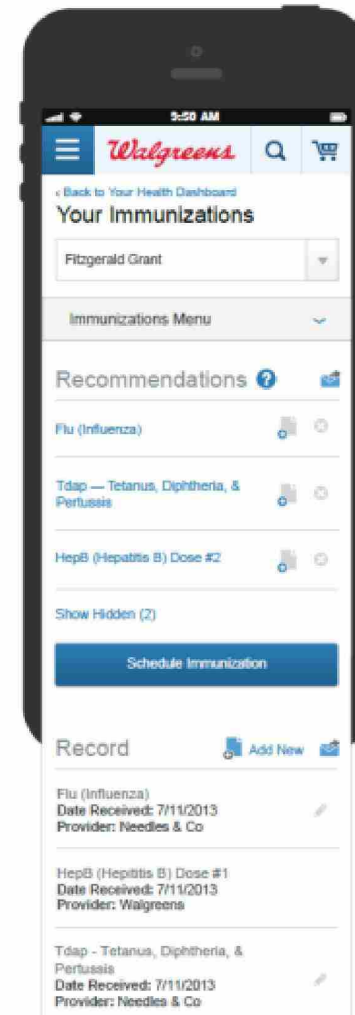 9:50 AM
Walgreens
‹ Back to Your Health Dashboard
Your Immunizations
Fitzgerald Grant
Immunizations Menu
Recommendations ?
Flu (Influenza)
Tdap — Tetanus, Diphtheria, &
Pertussis
HepB (Hepatitis B) Dose #2
Show Hidden (2)
Schedule Immunization
Record Add New
Flu (Influenza)
Date Received: 7/11/2013
Provider: Needles & Co
HepB (Hepititis B) Dose #1
Date Received: 7/11/2013
Provider: Walgreens
Tdap - Tetanus, Diphtheria, &
Pertussis
Date Received: 7/11/2013
Provider: Needles & Co